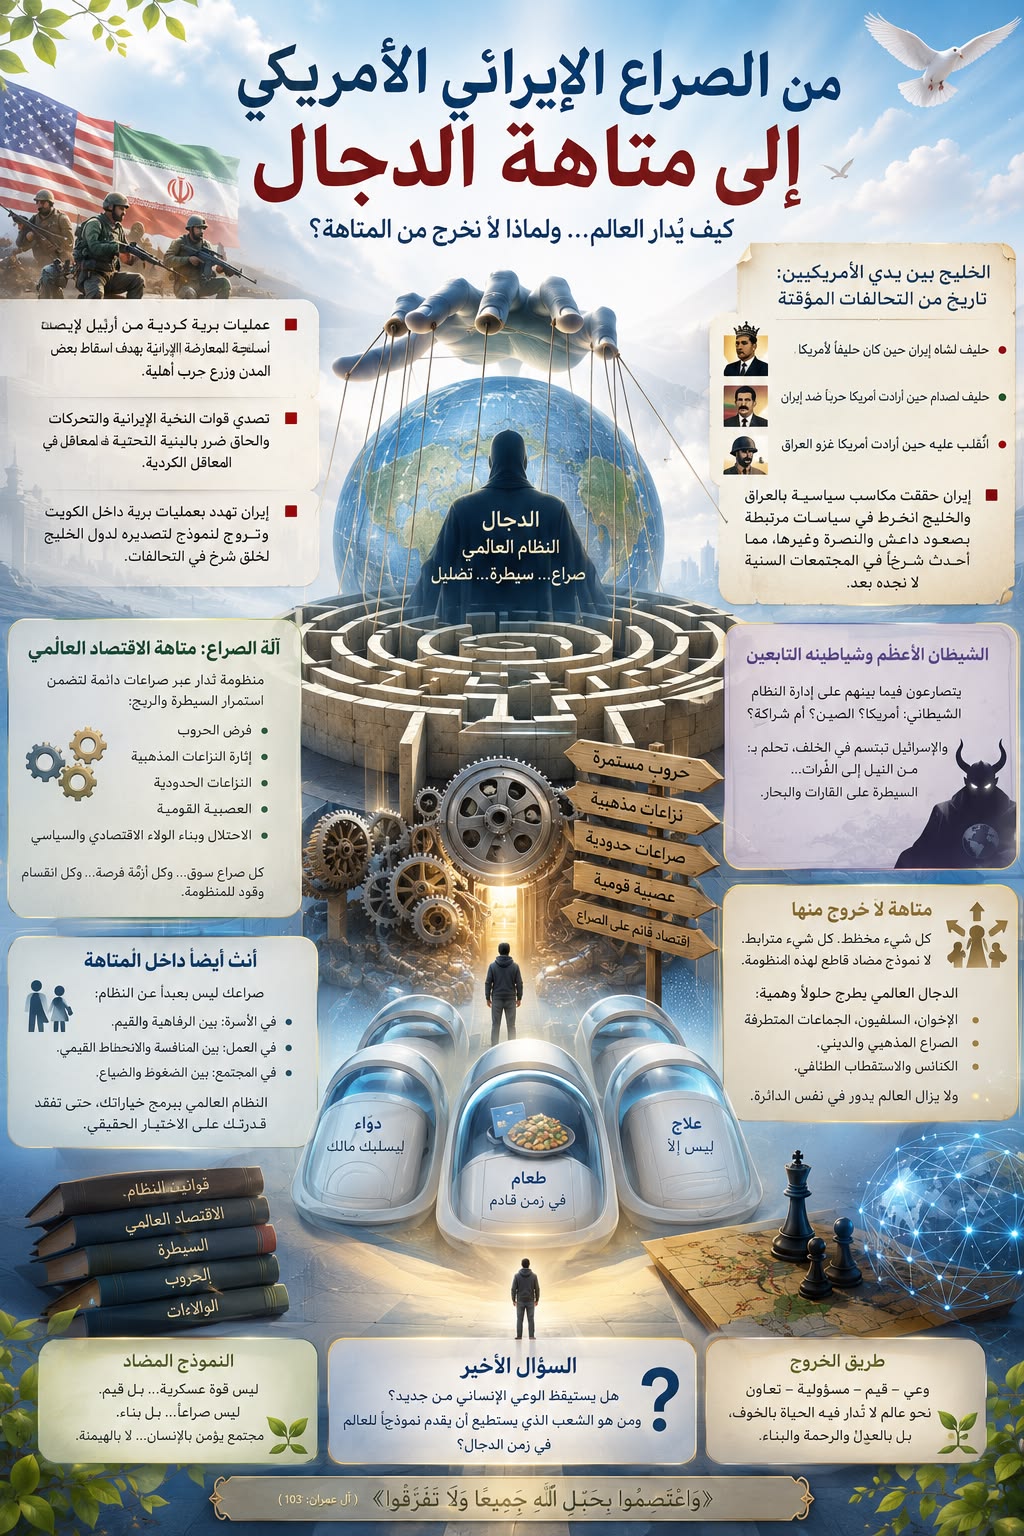 من الصراع الإيرائي الأمريكي
إلى متاهة الدجال
كيف يُدار العالم... ولماذا لا نخرج من المتاهة؟
الخليج بين يدي الأمريكيين:
تاريخ من التحالفات المؤقتة
حليف لشاه إيران حين كان حليفاً لأمريكا.
حليف لصدام حين أرادت أمريكا حرباً ضد إيران
انُقلب عليه حين أرادت أمريكا غزو العراق
إيران حققت مكاسب سياسية بالعراق
والخليج انخرط في سياسات مرتبطة
بصعود داعش والنصرة وغيرها، مما
أحدث شرخاً في المجتمعات السنية
لا نجده بعد.
عمليات برية كردية من أربيل
أسلحة للمعارضة الإيرانية بهدف اسقاط بعض
المدن وزرع حرب أهلية.
تصدي قوات النخبة الإيرانية والتحركات
والحاق ضرر بالبنية التحتية
المعاقل الكردية.
إيران تهدد بعمليات برية داخل الكويت
وتروج لنموذج لتصديره لدول الخليج
لخلق شرخ في التحالفات.
الدجال
النظام العالمي
صراع... سيطرة... تضليل
الشيظان الأعظم وشياطينه التابعين
يتصارعون فيما بينهم على إدارة النظام
الشيطاني: أمريكا؟ الصين؟ أم شراكة؟
والإسرائيل تبتسم في الخلف، تحلم بـ:
من النيل إلى الفُرات...
السيطرة على القارات والبحار.
آلة الصراع: متاهة الاقتصاد العالمي
منظومة تُدار عبر صراعات دائمة لتضمن
استمرار السيطرة والربح:
فرض الحروب
إثارة النزاعات المذهبية
النزاعات الحدودية
العصبية القومية
الاحتلال وبناء الولاء الاقتصادي والسياسي
كل صراع سوق... وكل أزمة فرصة... وكل انقسام
وقود للمنظومة.
حروب مستمرة
نزاعات مذهبية
صراعات حدودية
عصبية قومية
إقتصاد قائم على الصراع
متاهة لا خروج منها
كل شيء مخظط. كل شيء مترابط.
لا نموذج مضاد قاطع لهذه المنظومة.
الدجال العالمي يطرح حلولاً وهمية:
الإخوان، السلفيون، الجماعات المتطرفة
الصراع المذهبي والديني.
الكنائس والاستقطاب الطائفي.
ولا يزال العالم يدور في نفس الدائرة.
أنت أيضاً داخل المتاهة
صراعك ليس بعبدأ عن النظام:
في الأسرة: بين الرفاهية والقيم.
في العمل: بين المنافسة والانحطاط القيمي.
في المجتمع: بين الضغوظ والضياع.
النظام العالمي يبرمج خياراتك، حتى تفقد
قدرتك على الاختيار الحقيقي.
دوَاء
ليسلبك مالك
طعام
في زمن قادم
علاج
ليس إلا
قوانين النظام.
الاقتصاد العالمي
السيطرة
الحروب
الوالاءات
النموذج المضاد
ليس قوة عسكرية... بل قيم.
ليس صراعاً... بل بناء.
مجتمع يؤمن بالإنسان... لا بالهيمنة.
السؤال الأخير
هل يستيقظ الوعي الإنساني من جديد؟
ومن هو الشعب الذي يستطيع أن يقدم نموذجاً للعالم
في زمن الدجال؟
?
طريق الخروج
وعي – قيم – مسؤولية – تعاون
نحو عالم لا تُدار فيه الحياة بالخوف،
بل بالعدل والرحمة والبناء.
﴿وَاعْتَصِمُوا بِحَبْلِ اللَّهِ جَمِيعًا وَلَا تَفَرَّقُوا﴾ ( آل عمران: 103 )